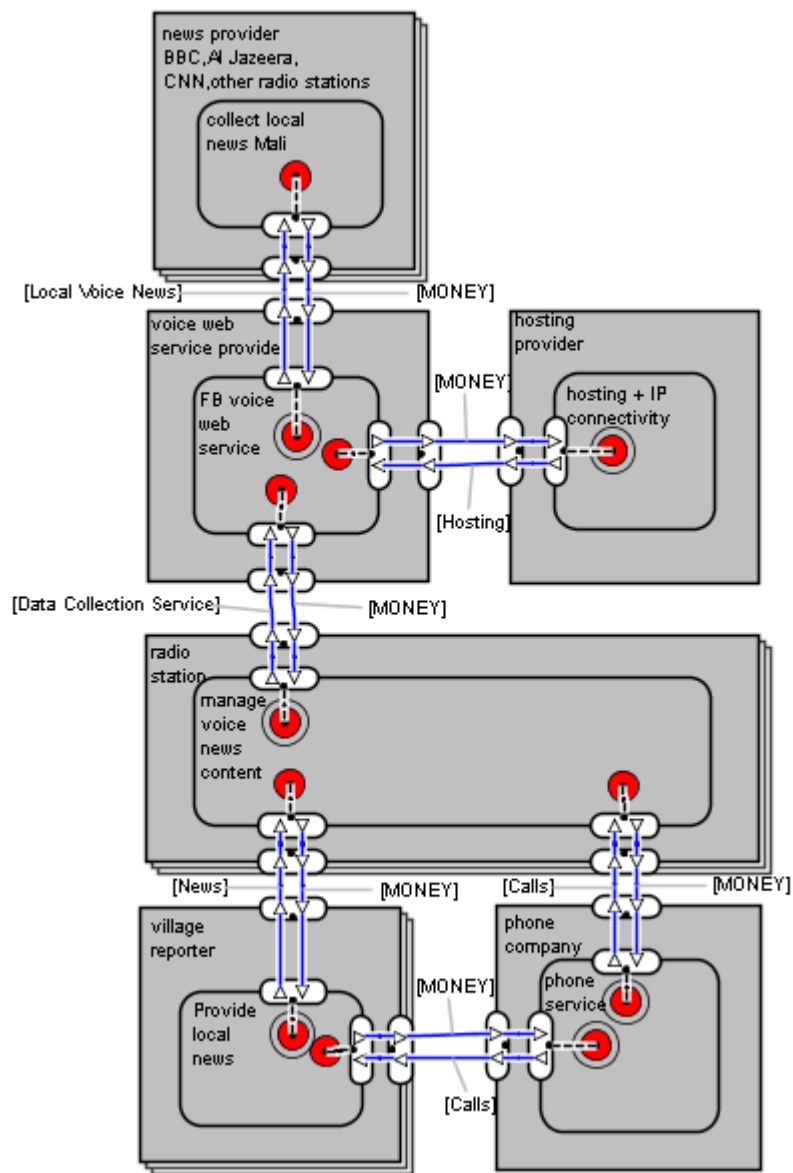 news provider
BBC,Al Jazeera,
CNN,other radio stations
collect local
news Mali
[Local Voice News]
[MONEY]
voice web
service provide
FB voice
web
service
hosting
provider
[MONEY]
hosting + IP
connectivity
[Hosting]
[Data Collection Service]
[MONEY]
radio
station
manage
voice
news
content
[News]
[MONEY]
[Calls]
[MONEY]
village
reporter
Provide
local
news
[MONEY]
phone
company
phone
service
[Calls]